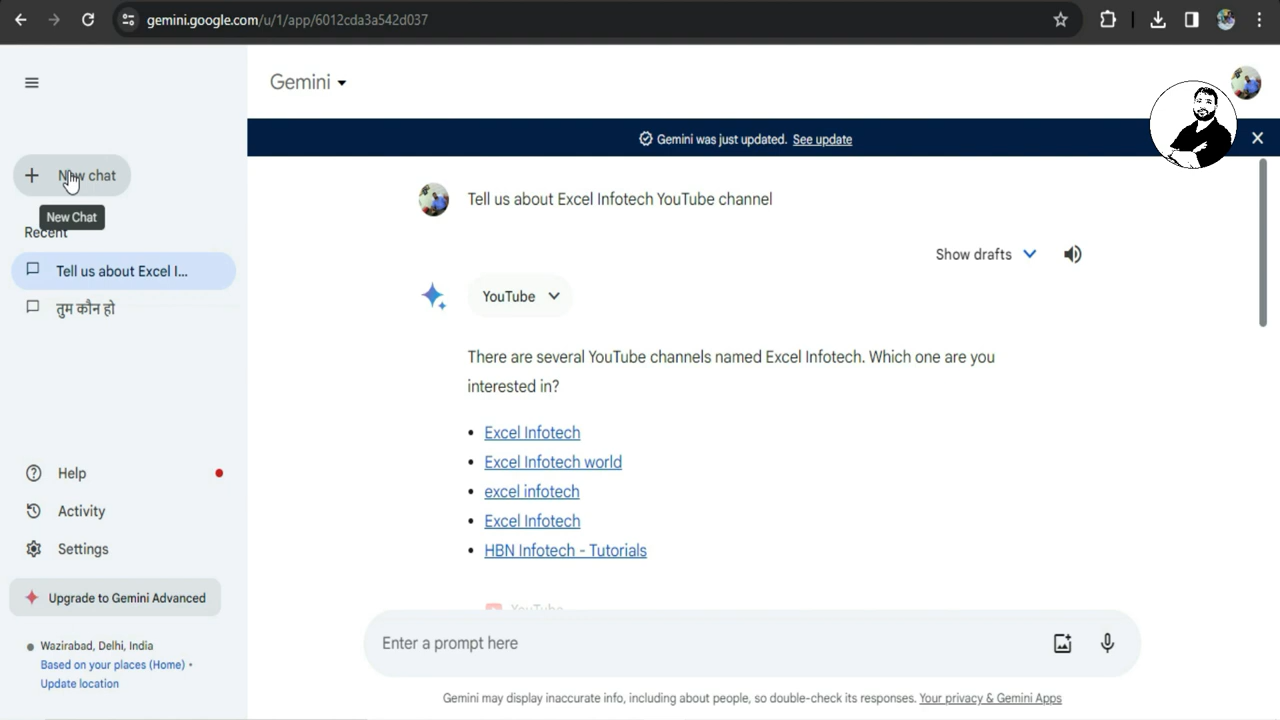 gemini.google.com/u/1/app/6012cda3a542d037
Gemini
Gemini was just updated. See update
New chat
New Chat
Recent
Tell us about Excel I...
तुम कौन हो
Help
Activity
Settings
Upgrade to Gemini Advanced
Wazirabad, Delhi, India
Based on your places (Home) •
Update location
Tell us about Excel Infotech YouTube channel
Show drafts
YouTube
There are several YouTube channels named Excel Infotech. Which one are you
interested in?
• Excel Infotech
• Excel Infotech world
• excel infotech
• Excel Infotech
• HBN Infotech - Tutorials
YouTube
Enter a prompt here
Gemini may display inaccurate info, including about people, so double-check its responses. Your privacy & Gemini Apps